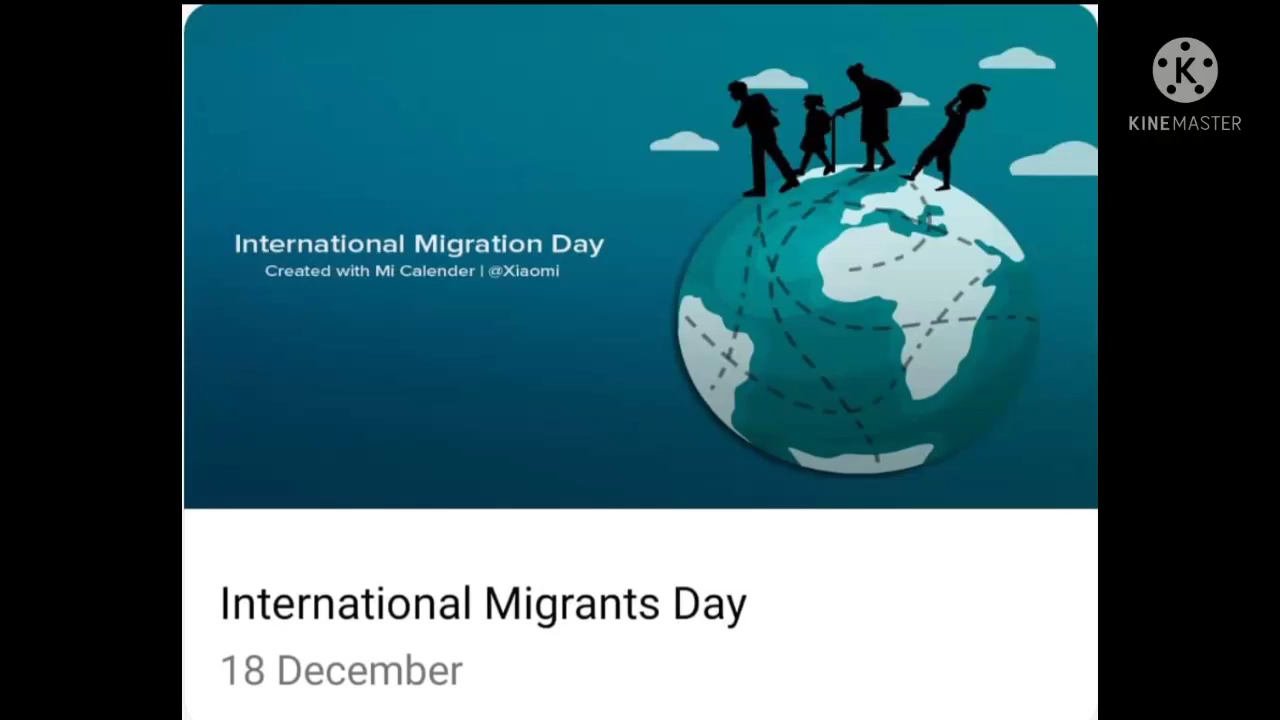 International Migration Day
Created with Mi Calender | @Xiaomi
K
KINEMASTER
International Migrants Day
18 December